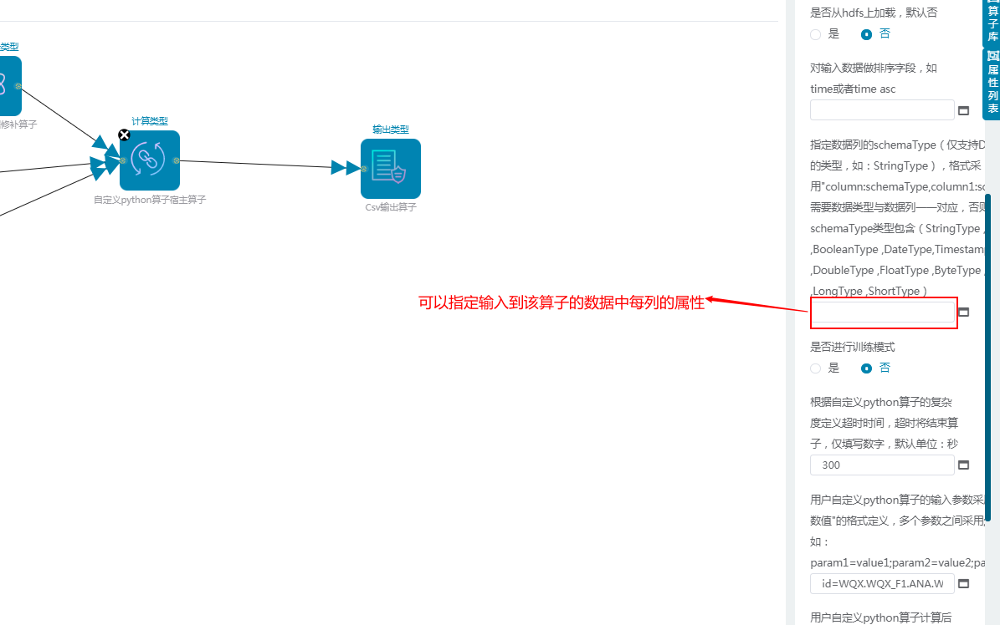 类型
修补算子
计算类型
自定义python算子宿主算子
输出类型
Csv输出算子
可以指定输入到该算子的数据中每列的属性
是否从hdfs上加载，默认否
是 否
对输入数据做排序字段，如
time或者time asc
指定数据列的schemaType（仅支持D
的类型，如：StringType），格式采
用"column:schemaType,column1:sc
需要数据类型与数据列一一对应，否则
schemaType类型包含（StringType ,
,BooleanType ,DateType,Timestamp
,DoubleType ,FloatType ,ByteType ,
,LongType ,ShortType )
是否进行训练模式
是 否
根据自定义python算子的复杂
度定义超时时间，超时将结束算
子，仅填写数字，默认单位：秒
300
用户自定义python算子的输入参数采用
数值"的格式定义，多个参数之间采用;
如：
param1=value1;param2=value2;pa
id=WQX.WQX_F1.ANA.W
用户自定义python算子计算后
算子库
属性列表